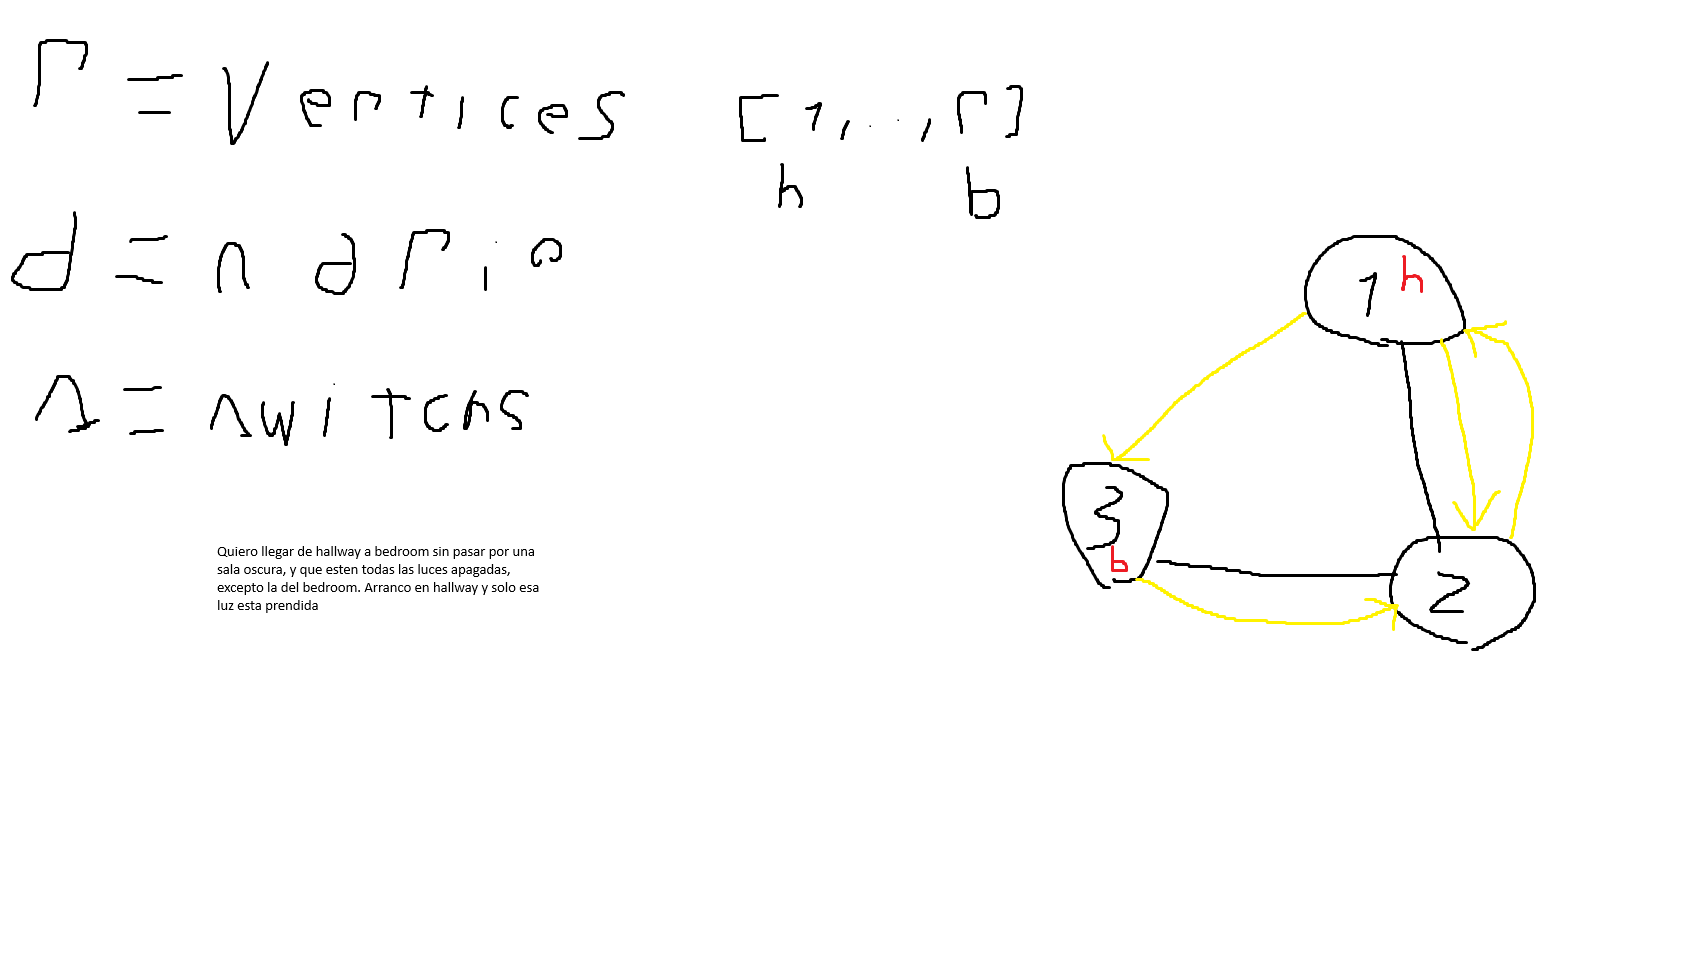 r = Vertices [1,..,r]
h b
d = nario
s = switchs
1 h
3
b
2
Quiero llegar de hallway a bedroom sin pasar por una
sala oscura, y que esten todas las luces apagadas,
excepto la del bedroom. Arranco en hallway y solo esa
luz esta prendida